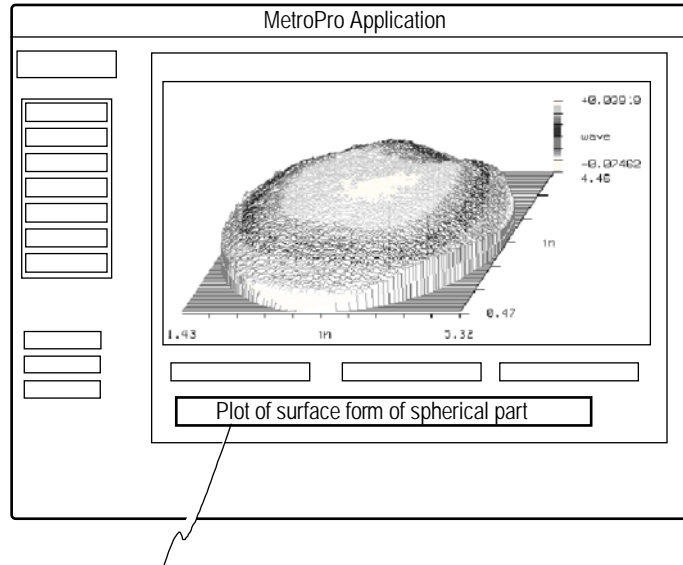 MetroPro Application
wave
4.46
in
0.47
1.43
in
5.32
Plot of surface form of spherical part